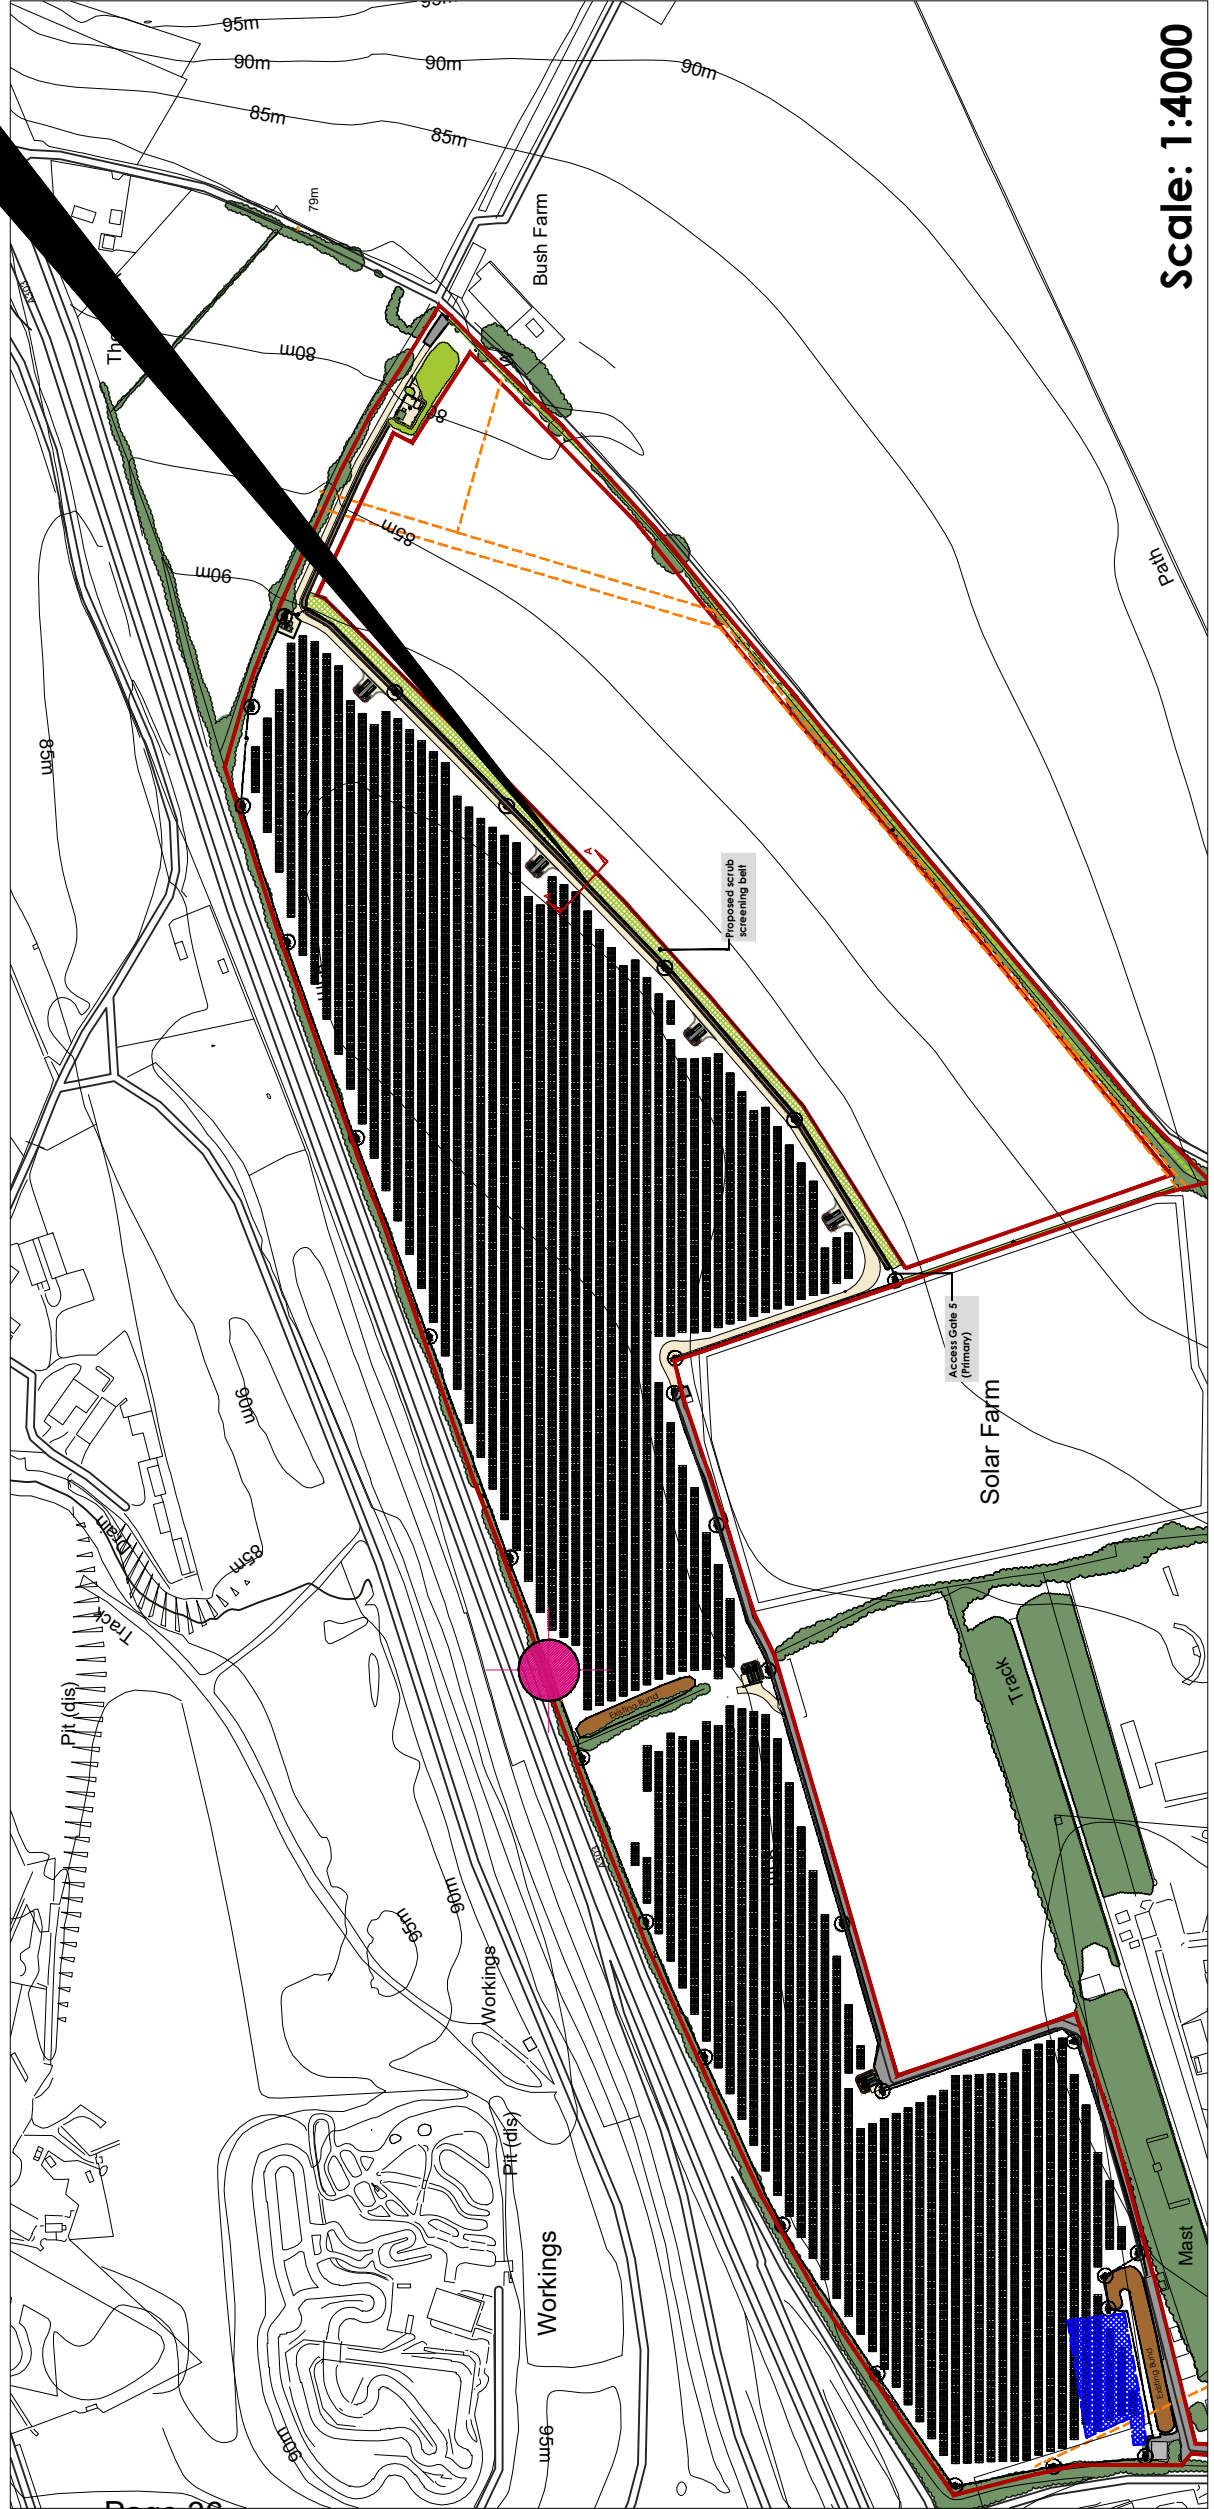 95m
90m
90m
90m
85m
85m
Scale: 1:4000
79m
Bush Farm
A303
80m
85m
90m
Path
85m
A
Proposed scrub
screening belt
Access Gate 5
(Primary)
Solar Farm
90m
Drain
85m
Track
Pit (dis)
Track
Existing Bund
A303
90m
95m
Workings
Pit (dis)
Workings
Mast
Existing Bund
90m
95m